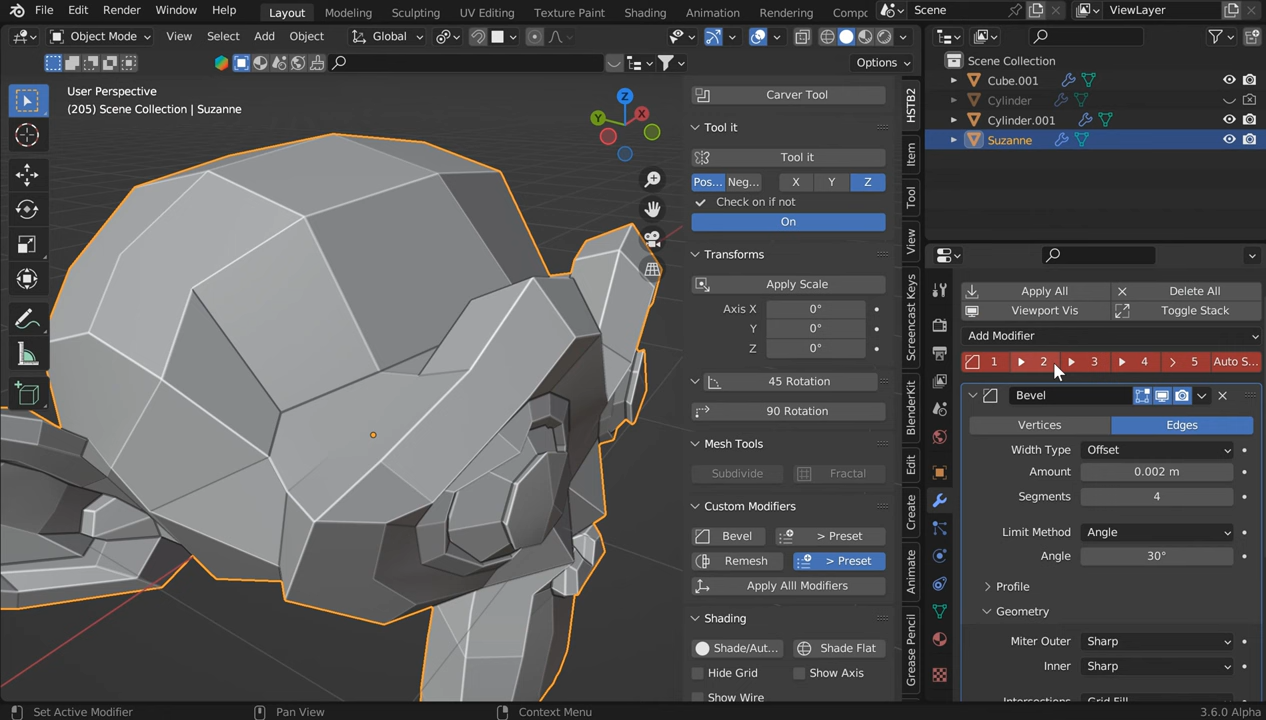 File Edit Render Window Help Layout Modeling Sculpting UV Editing Texture Paint Shading Animation Rendering Scene ViewLayer
Object Mode View Select Add Object Global
Options
User Perspective
(205) Scene Collection | Suzanne
Z
X
Y
Carver Tool
Tool it
Tool it
Pos... Neg... X Y Z
Check on if not
On
Transforms
Apply Scale
Axis X 0°
Y 0°
Z 0°
45 Rotation
90 Rotation
Mesh Tools
Subdivide Fractal
Custom Modifiers
Bevel > Preset
Remesh > Preset
Apply Alll Modifiers
Shading
Shade/Aut... Shade Flat
Hide Grid Show Axis
Show Wire
HSTB2
Item
Tool
View
Screencast Keys
BlenderKit
Edit
Create
Animate
Grease Pencil
Scene Collection
Cube.001
Cylinder
Cylinder.001
Suzanne
Apply All Delete All
Viewport Vis Toggle Stack
Add Modifier
1 2 3 4 5 Auto S...
Bevel
Vertices Edges
Width Type Offset
Amount 0.002 m
Segments 4
Limit Method Angle
Angle 30°
Profile
Geometry
Miter Outer Sharp
Inner Sharp
Set Active Modifier Pan View Context Menu 3.6.0 Alpha